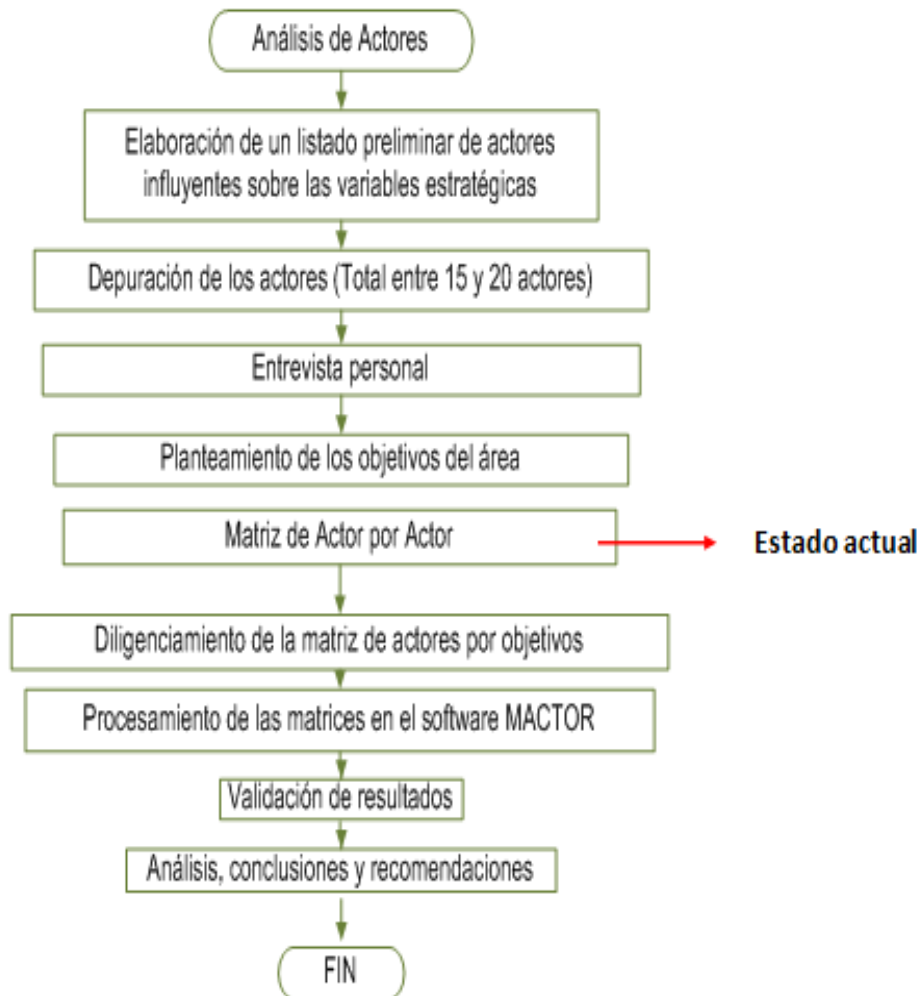 Análisis de Actores
Elaboración de un listado preliminar de actores
influyentes sobre las variables estratégicas
Depuración de los actores (Total entre 15 y 20 actores)
Entrevista personal
Planteamiento de los objetivos del área
Matriz de Actor por Actor
Estado actual
Diligenciamiento de la matriz de actores por objetivos
Procesamiento de las matrices en el software MACTOR
Validación de resultados
Análisis, conclusiones y recomendaciones
FIN